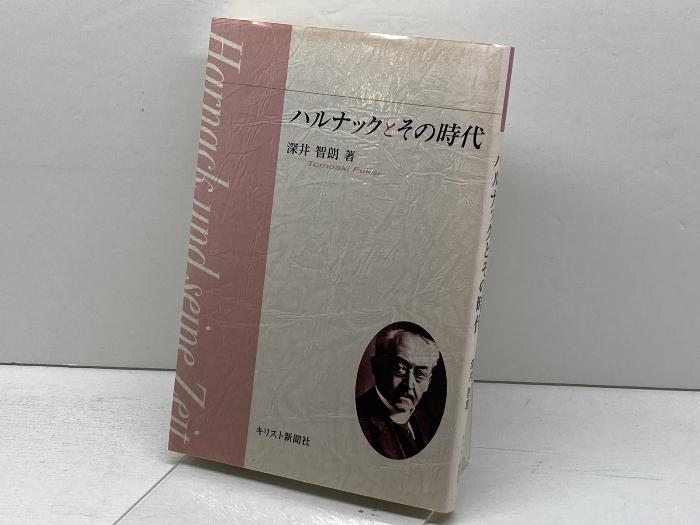 Harnack und seine Zeit
ハルナックとその時代
深井 智朗 著
Tomoaki Fukai
キリスト新聞社
ハルナックとその時代